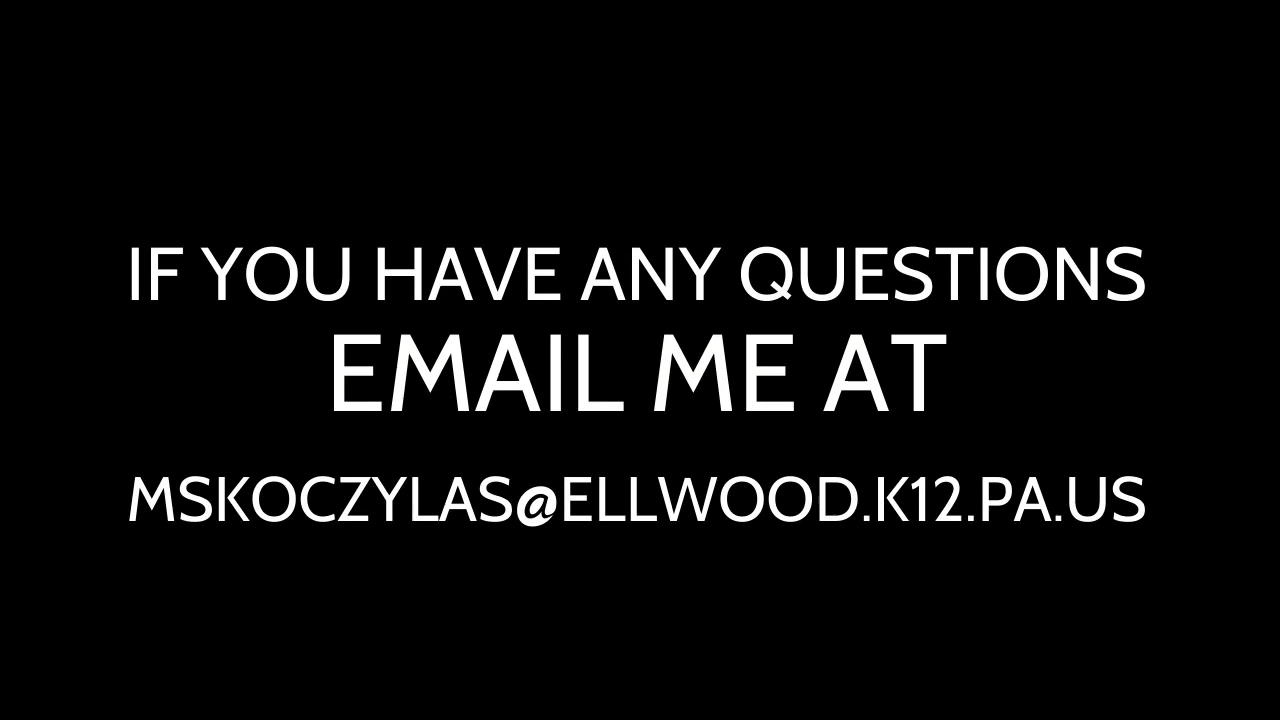 IF YOU HAVE ANY QUESTIONS
EMAIL ME AT
MSKOCZYLAS@ELLWOOD.K12.PA.US